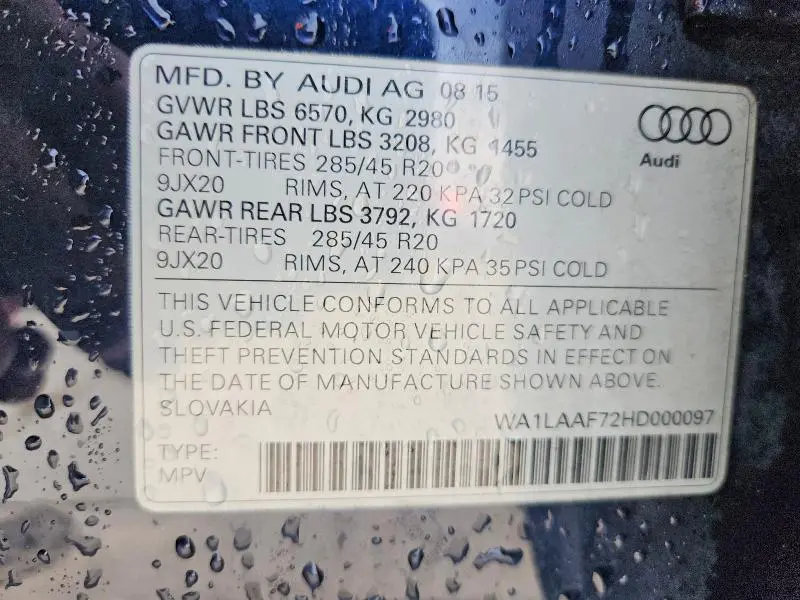 MFD. BY AUDI AG 08 15
GVWR LBS 6570, KG 2980
GAWR FRONT LBS 3208, KG 1455
FRONT-TIRES 285/45 R20
9JX20 RIMS, AT 220 KPA 32 PSI COLD
GAWR REAR LBS 3792, KG 1720
REAR-TIRES 285/45 R20
9JX20 RIMS, AT 240 KPA 35 PSI COLD
Audi
THIS VEHICLE CONFORMS TO ALL APPLICABLE
U.S. FEDERAL MOTOR VEHICLE SAFETY AND
THEFT PREVENTION STANDARDS IN EFFECT ON
THE DATE OF MANUFACTURE SHOWN ABOVE.
SLOVAKIA
WA1LAAF72HD000097
TYPE:
MPV